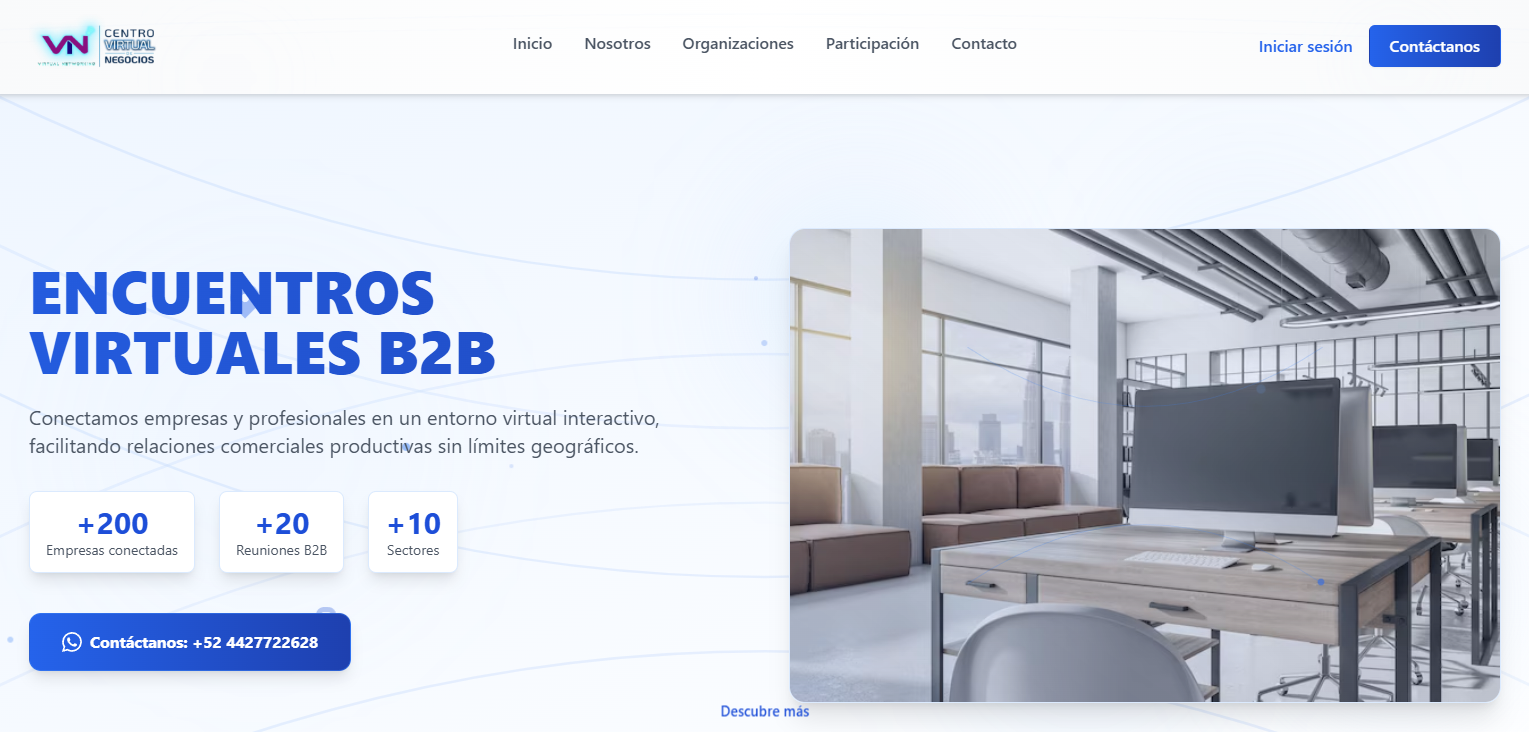 VN
VIRTUAL NETWORKING
CENTRO
VIRTUAL
DE
NEGOCIOS
Inicio
Nosotros
Organizaciones
Participación
Contacto
Iniciar sesión
Contáctanos
ENCUENTROS
VIRTUALES B2B
Conectamos empresas y profesionales en un entorno virtual interactivo,
facilitando relaciones comerciales productivas sin límites geográficos.
+200
Empresas conectadas
+20
Reuniones B2B
+10
Sectores
Contáctanos: +52 4427722628
Descubre más